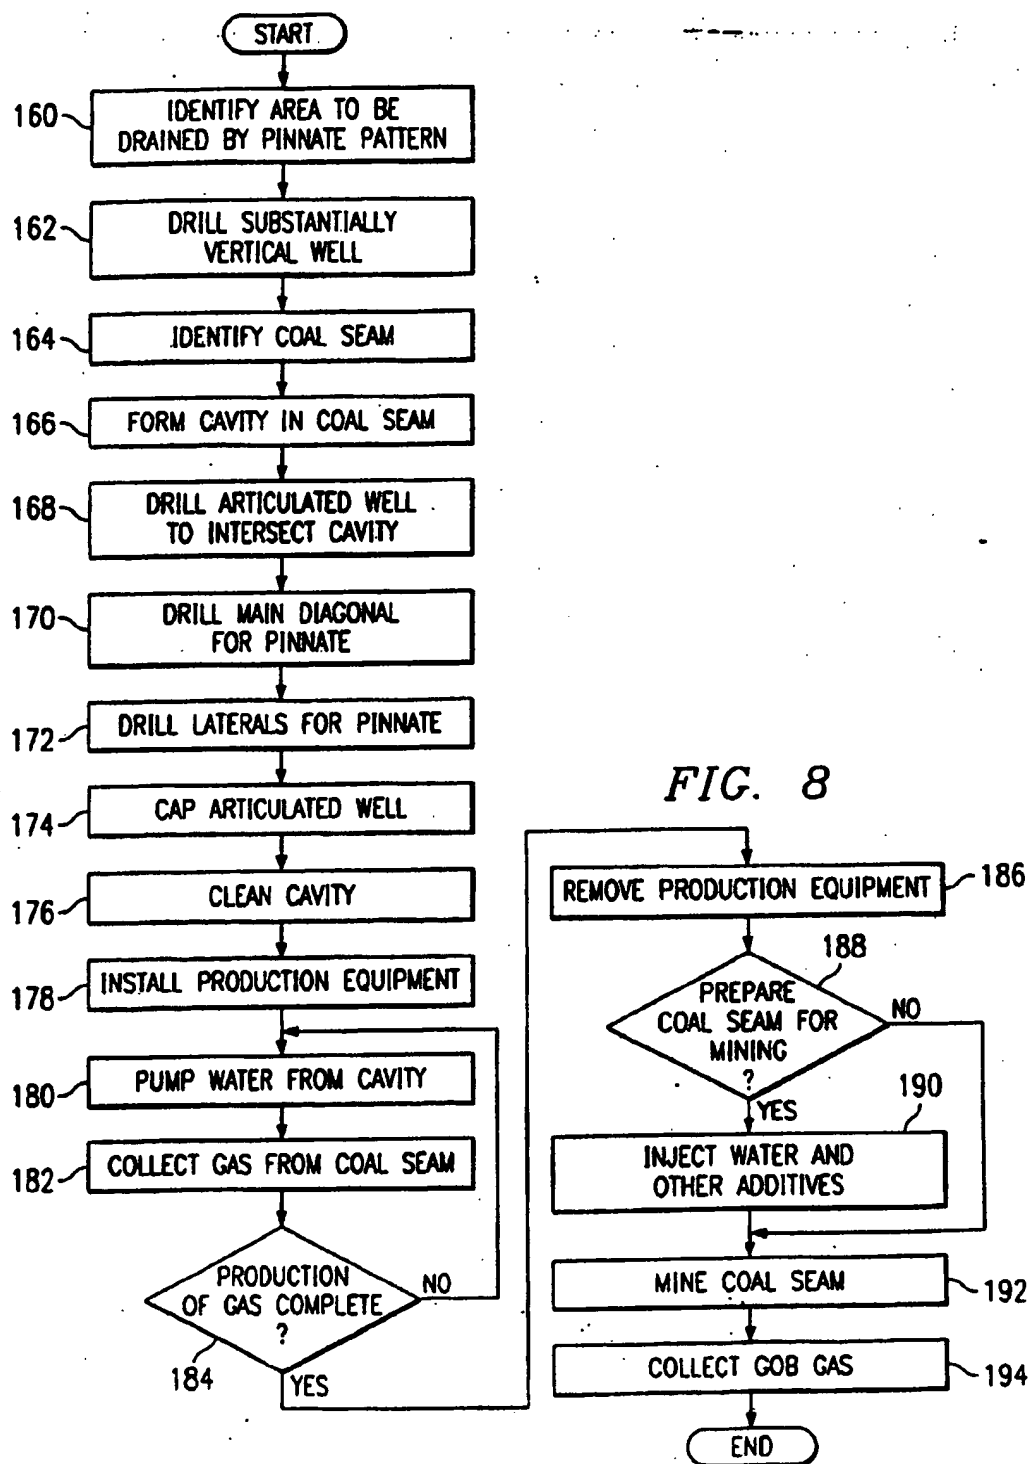 START
160
IDENTIFY AREA TO BE
DRAINED BY PINNATE PATTERN
162
DRILL SUBSTANTIALLY
VERTICAL WELL
164
IDENTIFY COAL SEAM
166
FORM CAVITY IN COAL SEAM
168
DRILL ARTICULATED WELL
TO INTERSECT CAVITY
170
DRILL MAIN DIAGONAL
FOR PINNATE
172
DRILL LATERALS FOR PINNATE
174
CAP ARTICULATED WELL
176
CLEAN CAVITY
178
INSTALL PRODUCTION EQUIPMENT
180
PUMP WATER FROM CAVITY
182
COLLECT GAS FROM COAL SEAM
PRODUCTION
OF GAS COMPLETE
?
NO
184
YES
FIG. 8
REMOVE PRODUCTION EQUIPMENT
186
188
PREPARE
COAL SEAM FOR
MINING
?
NO
YES
190
INJECT WATER AND
OTHER ADDITIVES
MINE COAL SEAM
192
COLLECT GOB GAS
194
END